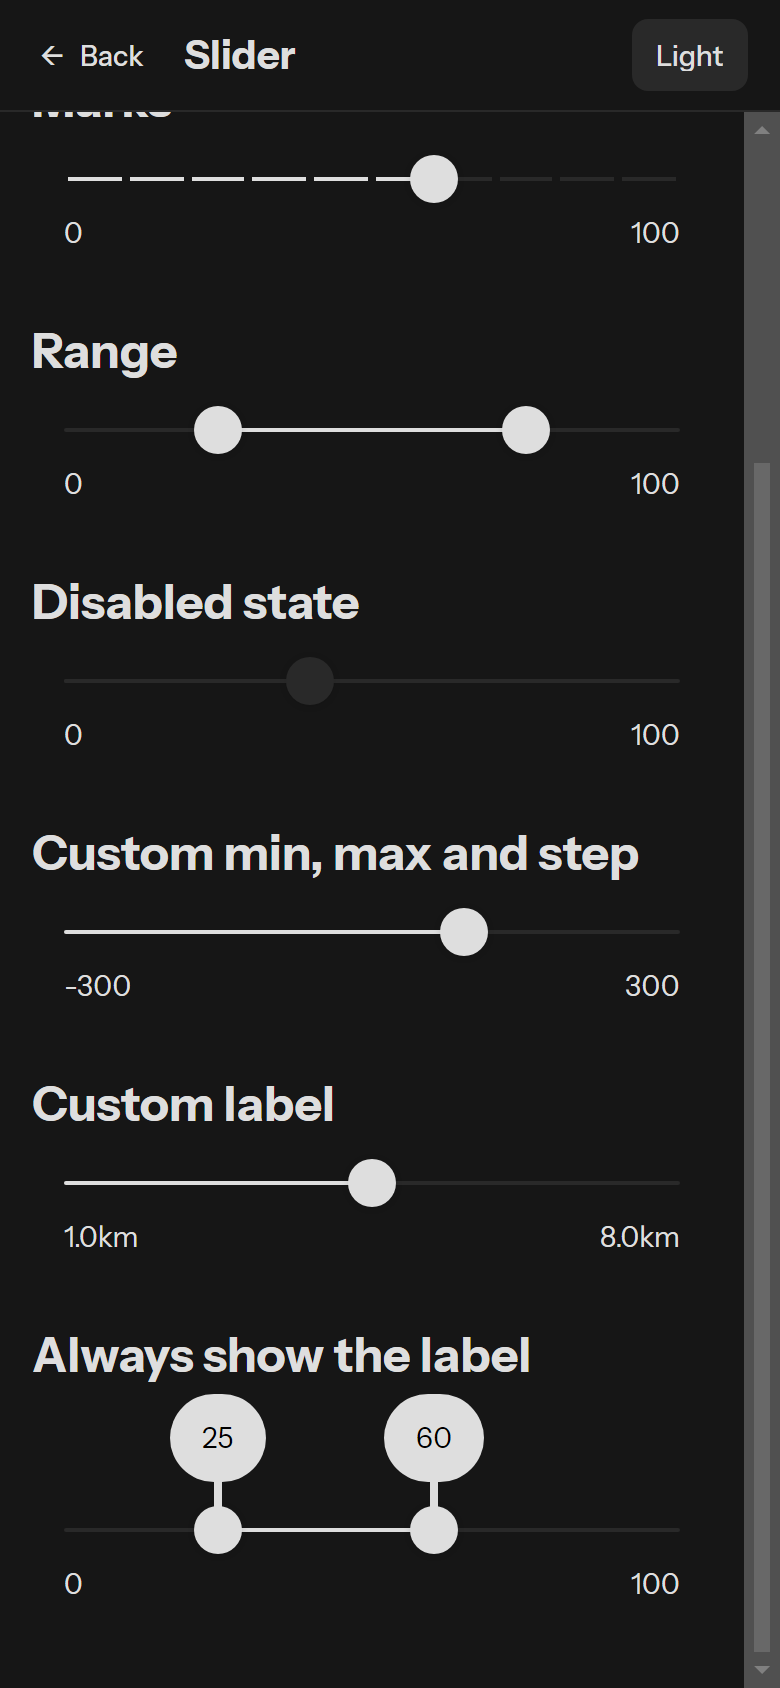 Back
Slider
Light
Marks
0
100
Range
0
100
Disabled state
0
100
Custom min, max and step
-300
300
Custom label
1.0km
8.0km
Always show the label
25
60
0
100